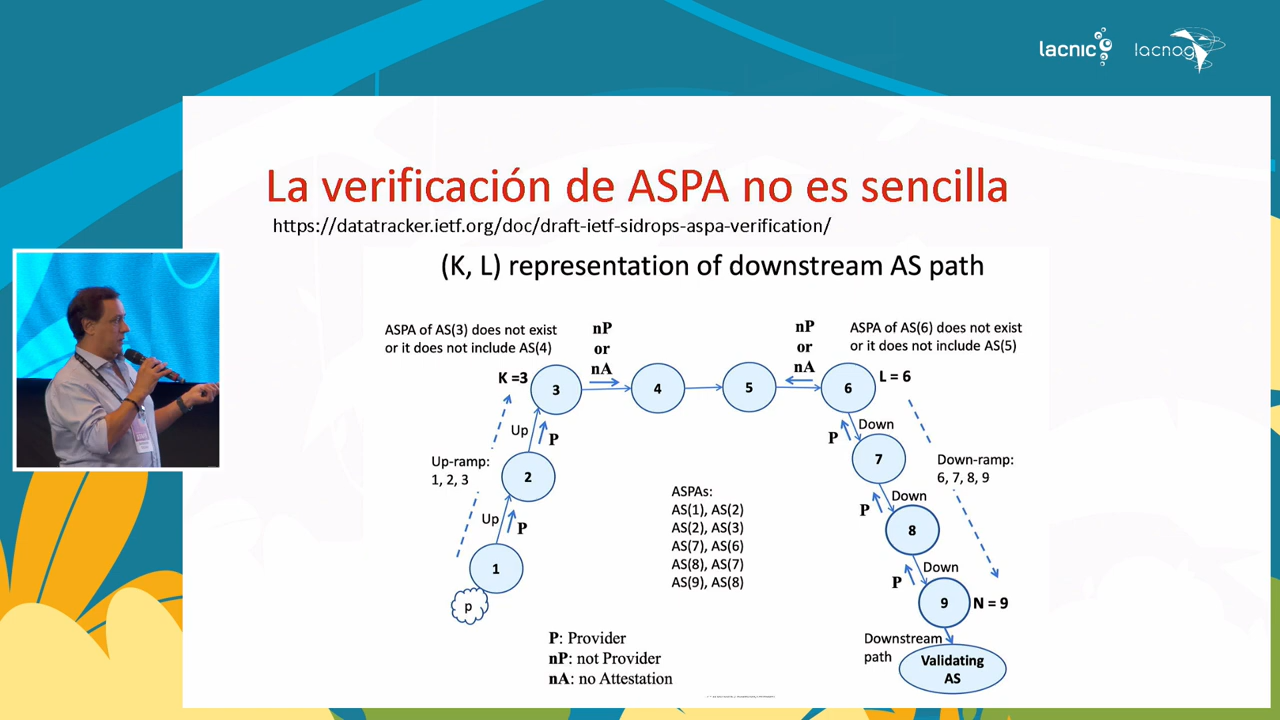 lacnic
lacnog
La verificación de ASPA no es sencilla
https://datatracker.ietf.org/doc/draft-ietf-sidrops-aspa-verification/
(K, L) representation of downstream AS path
ASPA of AS(3) does not exist
or it does not include AS(4)
nP
or
nA
nP
or
nA
ASPA of AS(6) does not exist
or it does not include AS(5)
K =3
3
4
5
6
L = 6
Up
P
P
Down
7
Up-ramp:
1, 2, 3
2
Down-ramp:
6, 7, 8, 9
Down
P
8
Up
P
ASPAs:
AS(1), AS(2)
AS(2), AS(3)
AS(7), AS(6)
AS(8), AS(7)
AS(9), AS(8)
Down
P
1
p
9
N = 9
P: Provider
nP: not Provider
nA: no Attestation
Downstream
path
Validating
AS